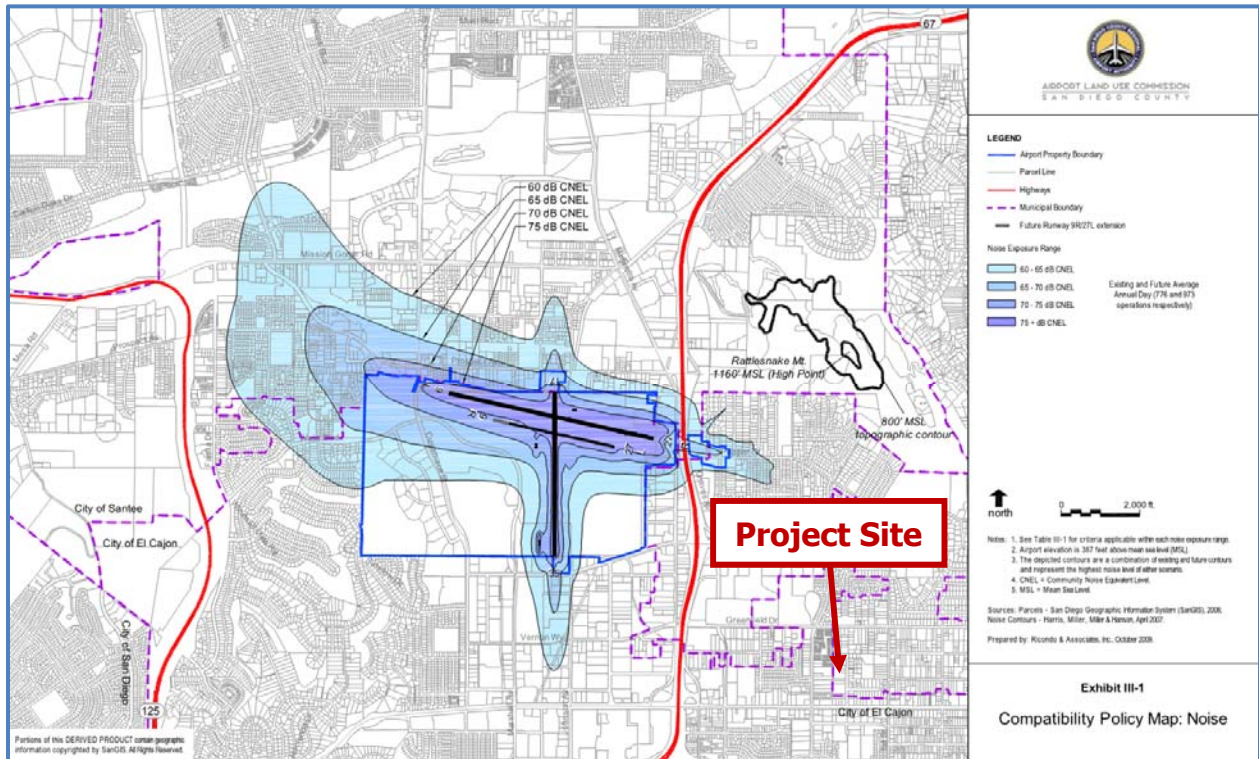 67
60 dB CNEL
65 dB CNEL
70 dB CNEL
75 dB CNEL
Mission Gorge Rd
Rattlesnake Mt.
1160' MSL (High Point)
800' MSL
topographic contour
City of Santee
City of El Cajon
Project Site
Greenfield Dr
Vernon Way
City of San Diego
125
City of El Cajon
Portions of this DERIVED PRODUCT contain geographic
information copyrighted by SanGIS. All Rights Reserved.
SAN DIEGO COUNTY REGIONAL
AIRPORT AUTHORITY
AIRPORT LAND USE COMMISSION
SAN DIEGO COUNTY
LEGEND
Airport Property Boundary
Parcel Line
Highways
Municipal Boundary
Future Runway 9R/27L extension
Noise Exposure Range
60 - 65 dB CNEL
65 - 70 dB CNEL
70 - 75 dB CNEL
75 + dB CNEL
Existing and Future Average
Annual Day (776 and 973
operations respectively)
north
0 2,000 ft.
Notes: 1. See Table III-1 for criteria applicable within each noise exposure range.
2. Airport elevation is 387 feet above mean sea level (MSL).
3. The depicted contours are a combination of existing and future contours
and represent the highest noise level of either scenario.
4. CNEL = Community Noise Equivalent Level.
5. MSL = Mean Sea Level.
Sources: Parcels - San Diego Geographic Information System (SanGIS), 2008;
Noise Contours - Harris, Miller, Miller & Hanson, April 2007.
Prepared by: Ricondo & Associates, Inc., October 2009.
Exhibit III-1
Compatibility Policy Map: Noise